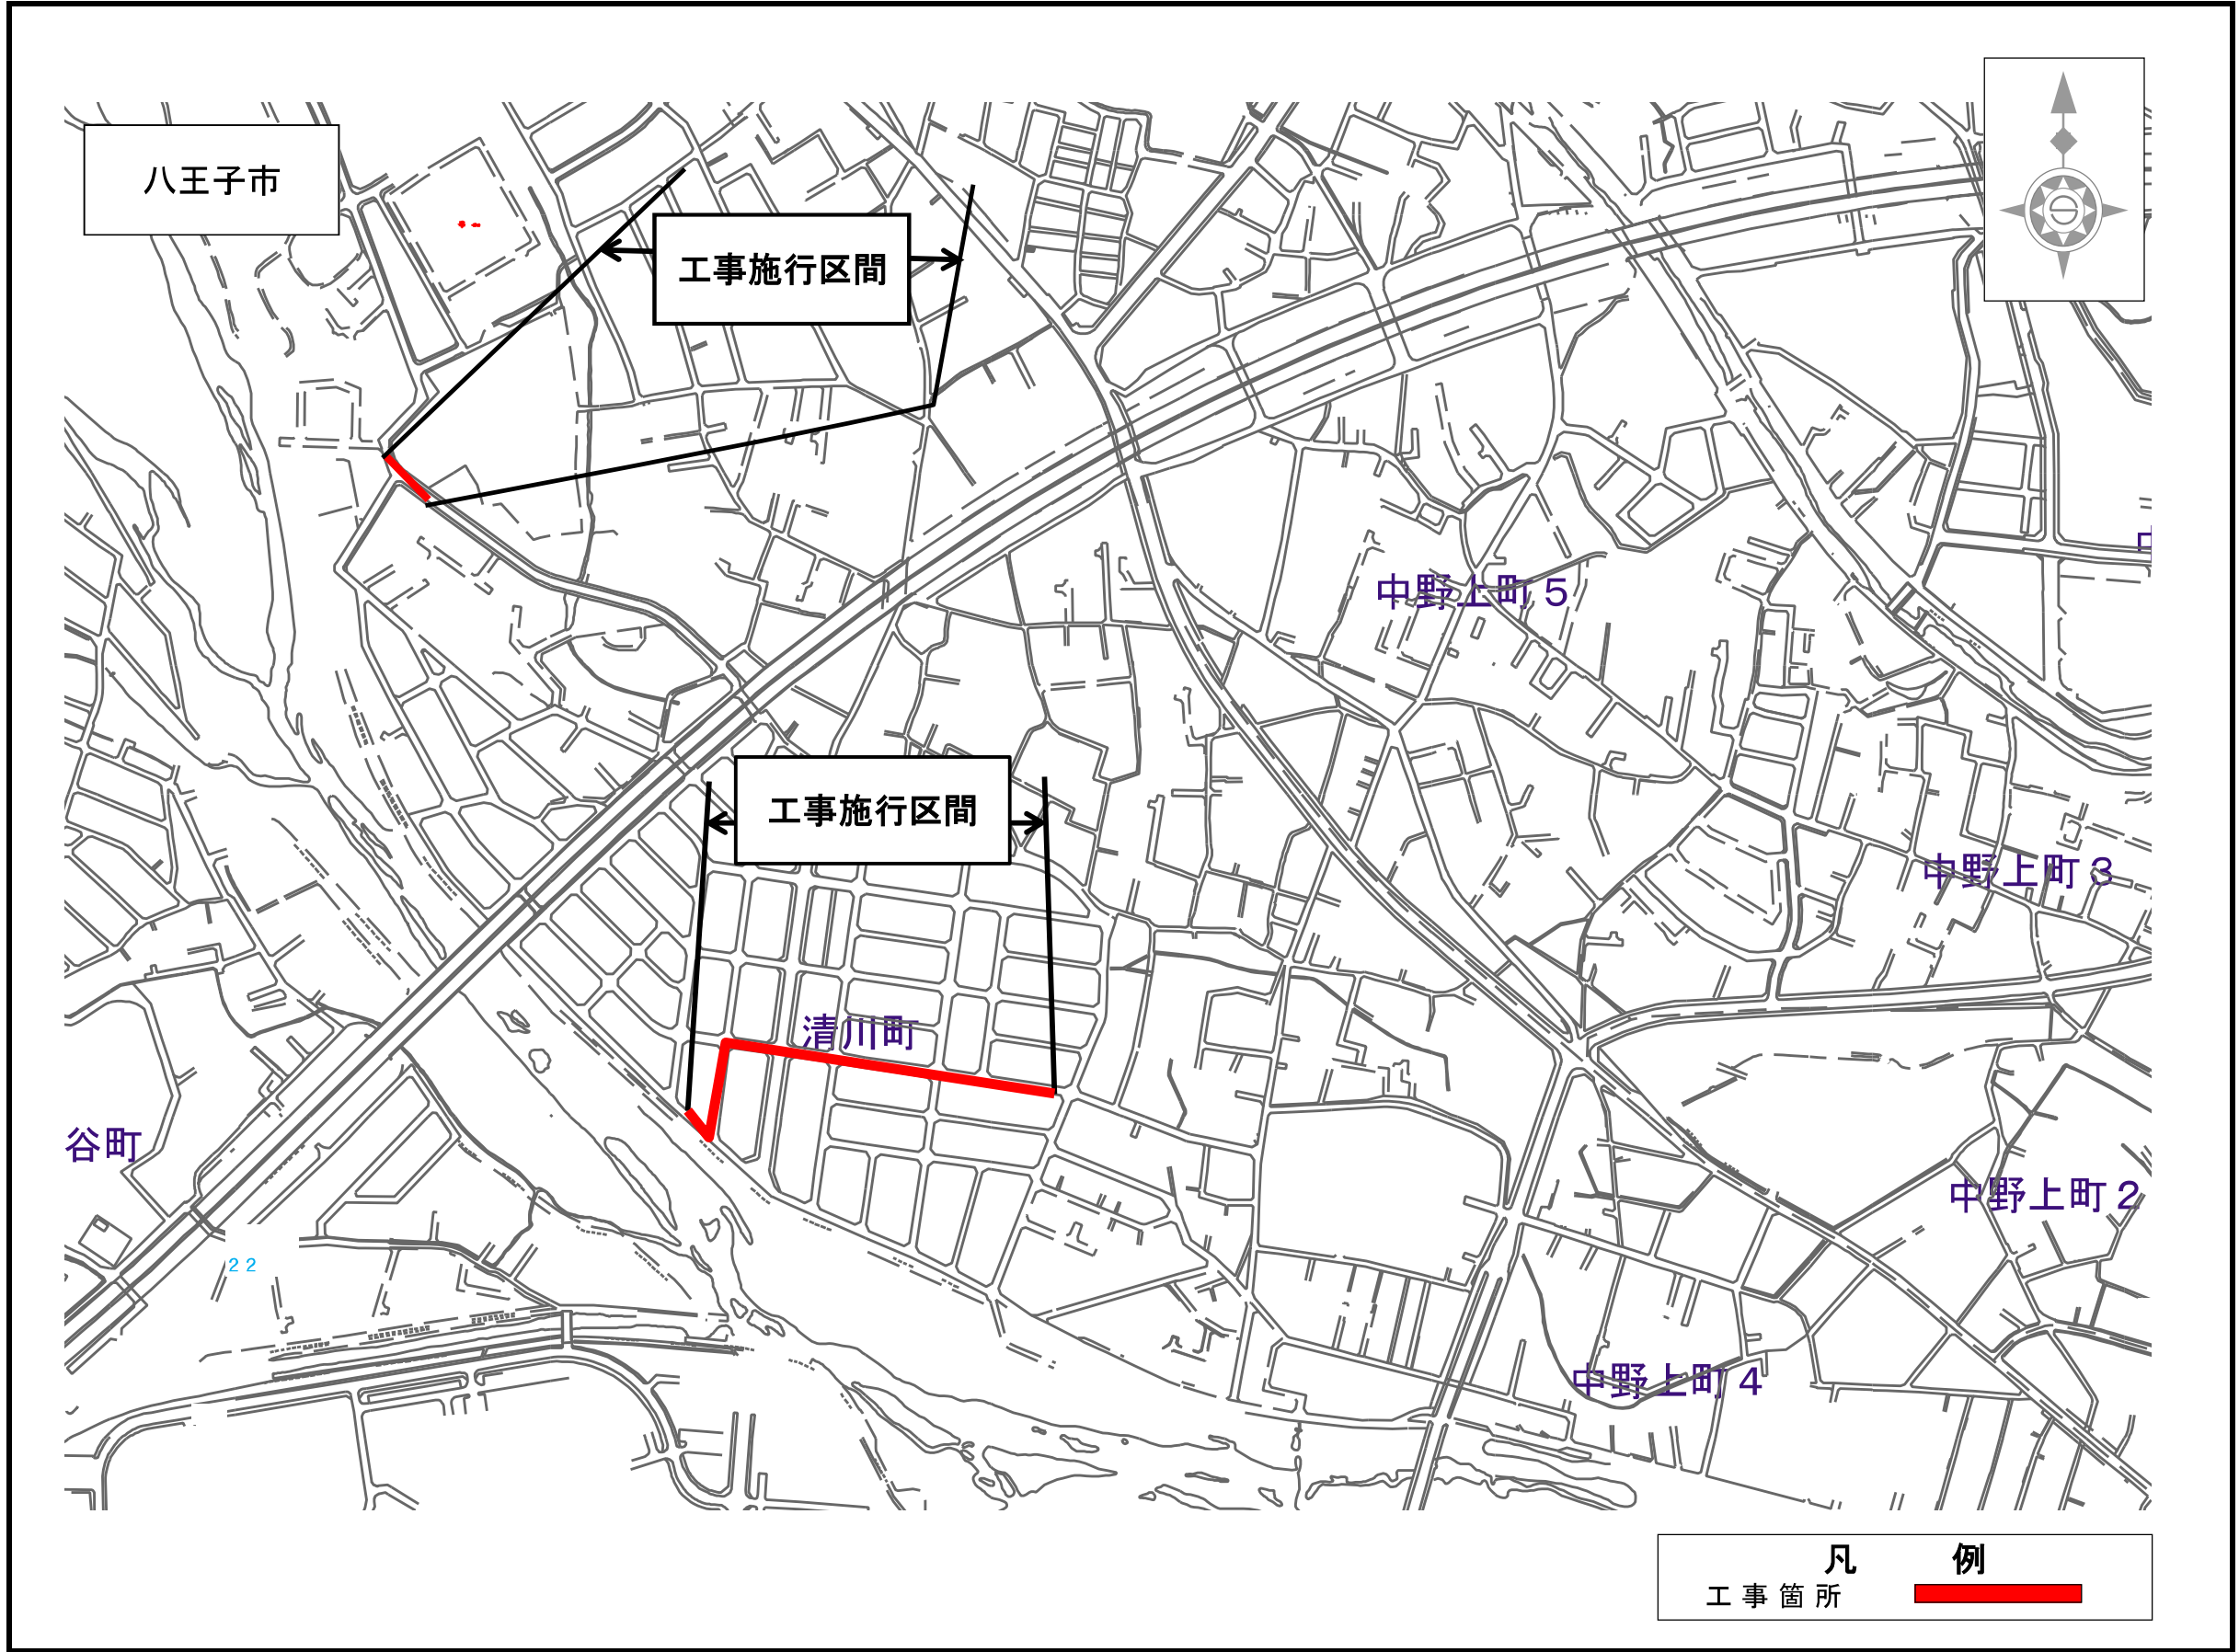 八王子市
工事施行区間
中
中野上町５
工事施行区間
中野上町３
清川町
谷町
中野上町２
２２
中野上町４
凡 例
工事箇所